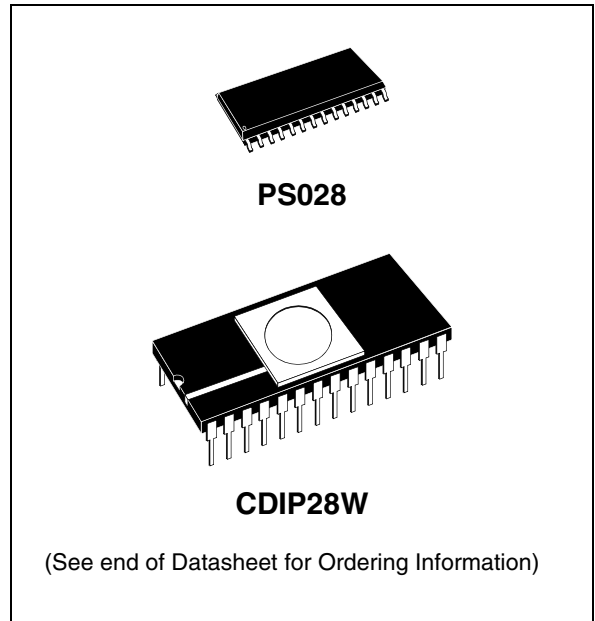 PS028
CDIP28W
(See end of Datasheet for Ordering Information)